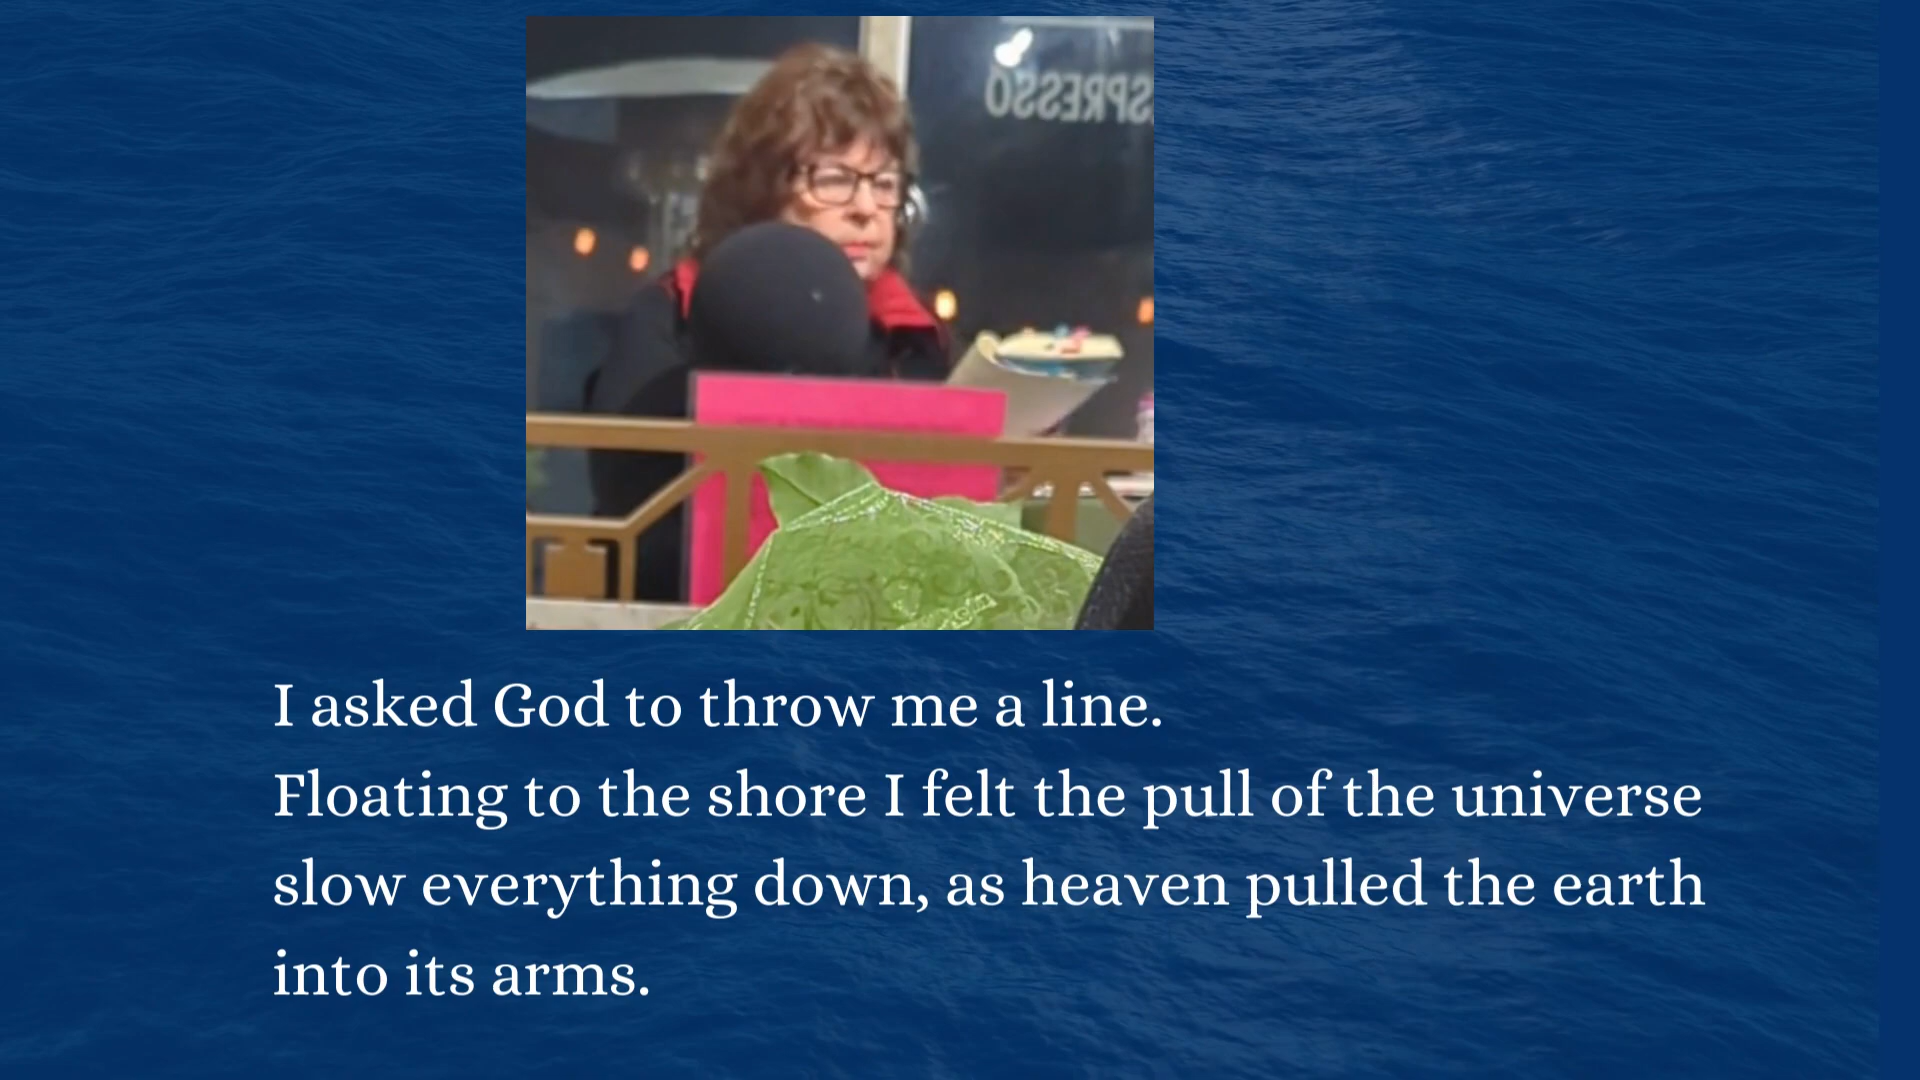 SPRESSO
I asked God to throw me a line.
Floating to the shore I felt the pull of the universe
slow everything down, as heaven pulled the earth
into its arms.